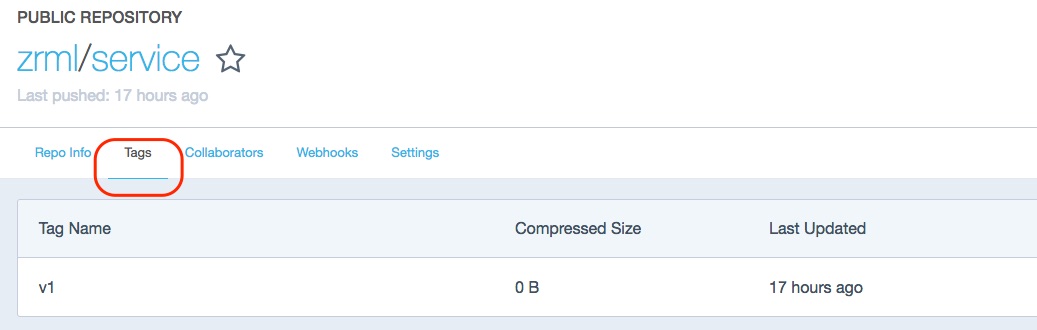 PUBLIC REPOSITORY
zrml/service
Last pushed: 17 hours ago
Repo Info Tags Collaborators Webhooks Settings
Tag Name Compressed Size Last Updated
v1 0 B 17 hours ago